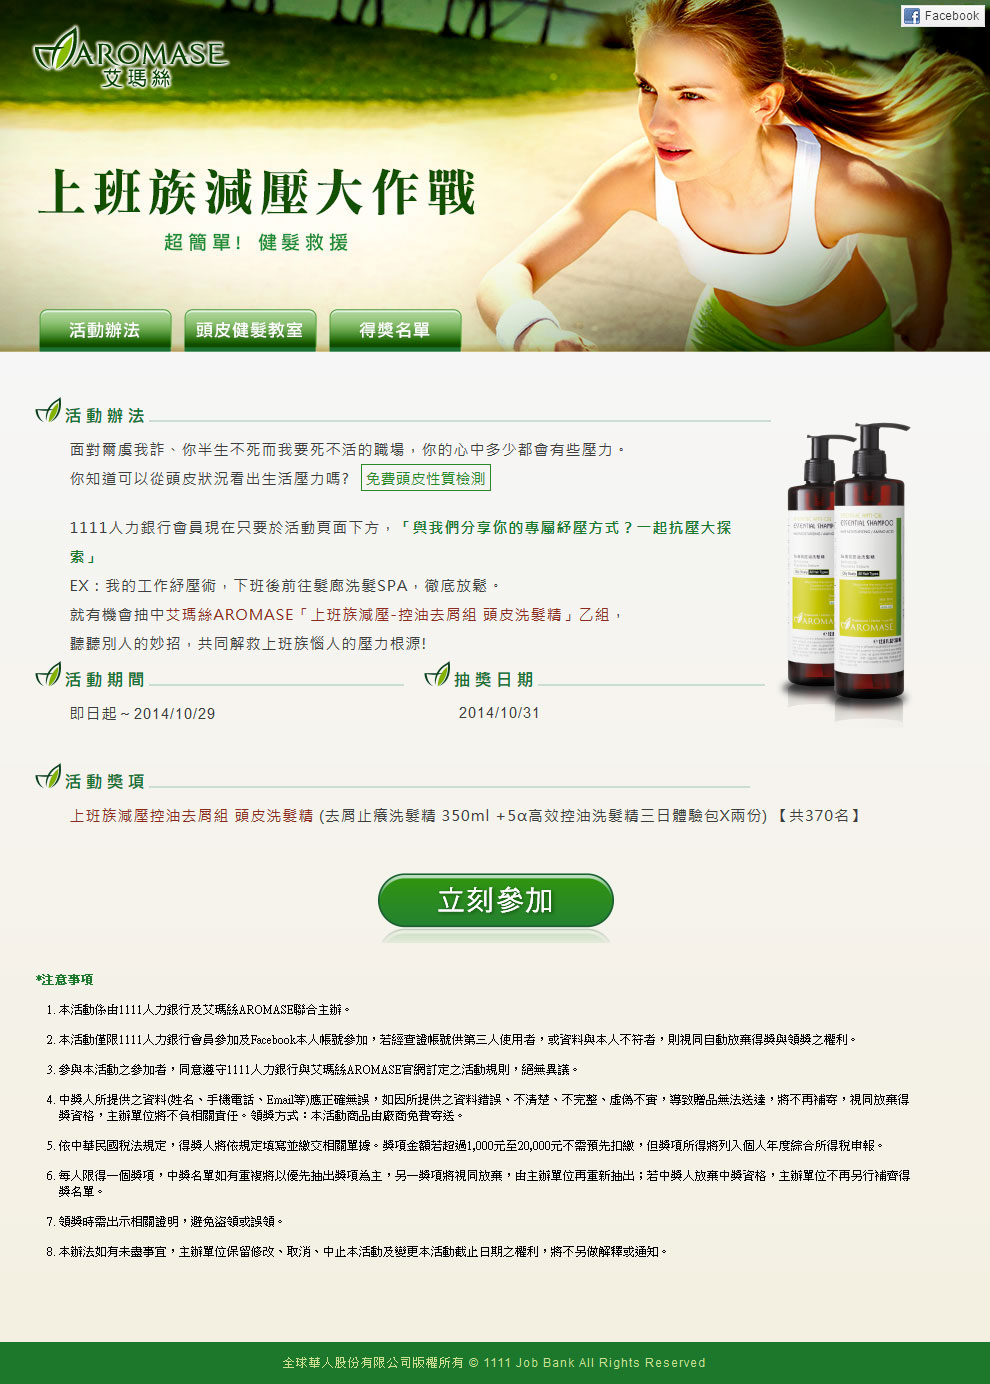 AROMASE
艾瑪絲
Facebook
上班族減壓大作戰
超簡單! 健髮救援
活動辦法
頭皮健髮教室
得獎名單
活動辦法
面對爾虞我詐、你半生不死而我要死不活的職場，你的心中多少都會有些壓力。
你知道可以從頭皮狀況看出生活壓力嗎? 免費頭皮性質檢測
1111人力銀行會員現在只要於活動頁面下方，「與我們分享你的專屬紓壓方式？一起抗壓大探
索」
EX：我的工作紓壓術，下班後前往髮廊洗髮SPA，徹底放鬆。
就有機會抽中艾瑪絲AROMASE「上班族減壓-控油去屑組 頭皮洗髮精」乙組，
聽聽別人的妙招，共同解救上班族惱人的壓力根源!
ESSENTIAL SHAMPOO
AROMASE
活動期間
即日起～2014/10/29
抽獎日期
2014/10/31
活動獎項
上班族減壓控油去屑組 頭皮洗髮精 (去屑止癢洗髮精 350ml +5α高效控油洗髮精三日體驗包X兩份) 【共370名】
立刻參加
*注意事項
1. 本活動係由1111人力銀行及艾瑪絲AROMASE聯合主辦。
2. 本活動僅限1111人力銀行會員參加及Facebook本人帳號參加，若經查證帳號供第三人使用者，或資料與本人不符者，則視同自動放棄得獎與領獎之權利。
3. 參與本活動之參加者，同意遵守1111人力銀行與艾瑪絲AROMASE官網訂定之活動規則，絕無異議。
4. 中獎人所提供之資料(姓名、手機電話、Email等)應正確無誤，如因所提供之資料錯誤、不清楚、不完整、虛偽不實，導致贈品無法送達，將不再補寄，視同放棄得
獎資格，主辦單位將不負相關責任。領獎方式：本活動商品由廠商免費寄送。
5. 依中華民國稅法規定，得獎人將依規定填寫並繳交相關單據。獎項金額若超過1,000元至20,000元不需預先扣繳，但獎項所得將列入個人年度綜合所得稅申報。
6. 每人限得一個獎項，中獎名單如有重複將以優先抽出獎項為主，另一獎項將視同放棄，由主辦單位再重新抽出；若中獎人放棄中獎資格，主辦單位不再另行補齊得
獎名單。
7. 領獎時需出示相關證明，避免盜領或誤領。
8. 本辦法如有未盡事宜，主辦單位保留修改、取消、中止本活動及變更本活動截止日期之權利，將不另做解釋或通知。
全球華人股份有限公司版權所有 © 1111 Job Bank All Rights Reserved